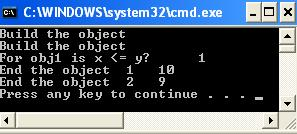 C:\WINDOWS\system32\cmd.exe
Build the object
Build the object
For obj1 is x <= y?     1
End the object  1   10
End the object  2   9
Press any key to continue . . . _